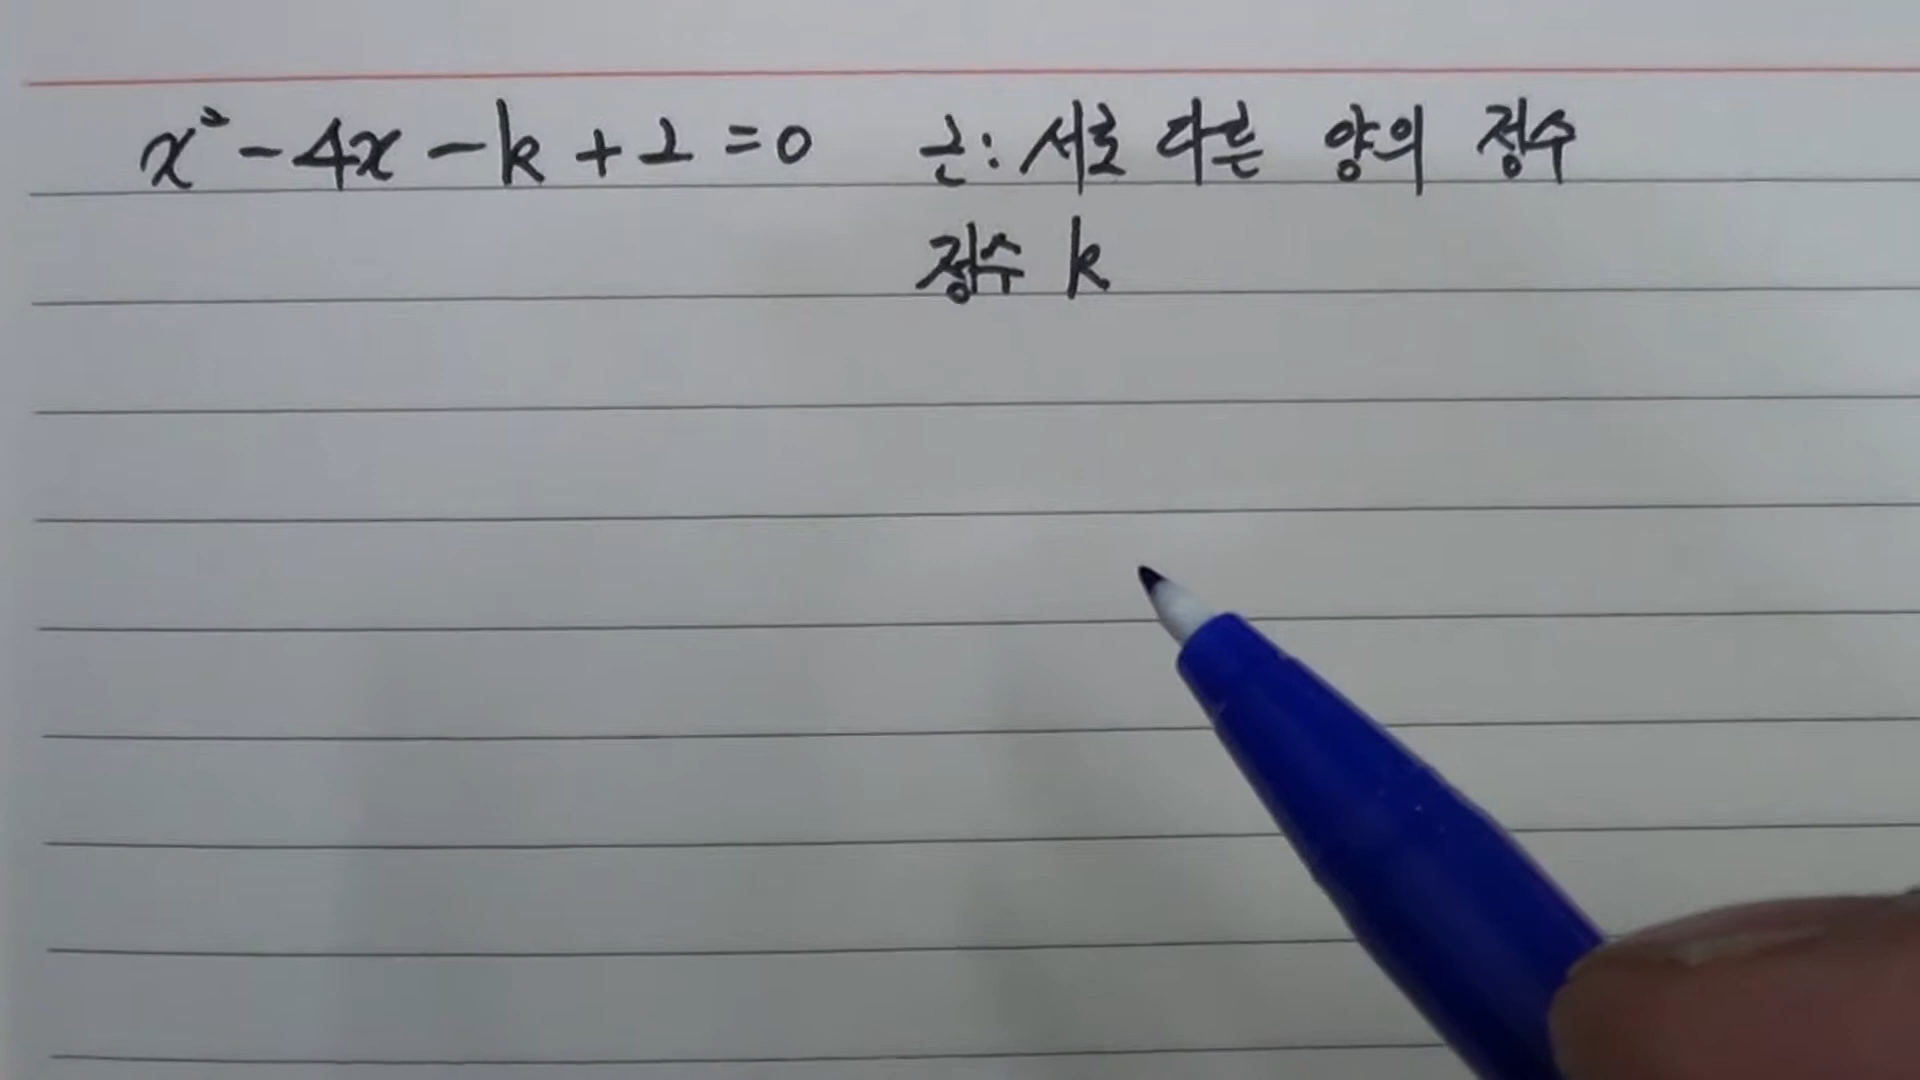 x² - 4x - k + 2 = 0 근: 서로 다른 양의 정수
정수 k